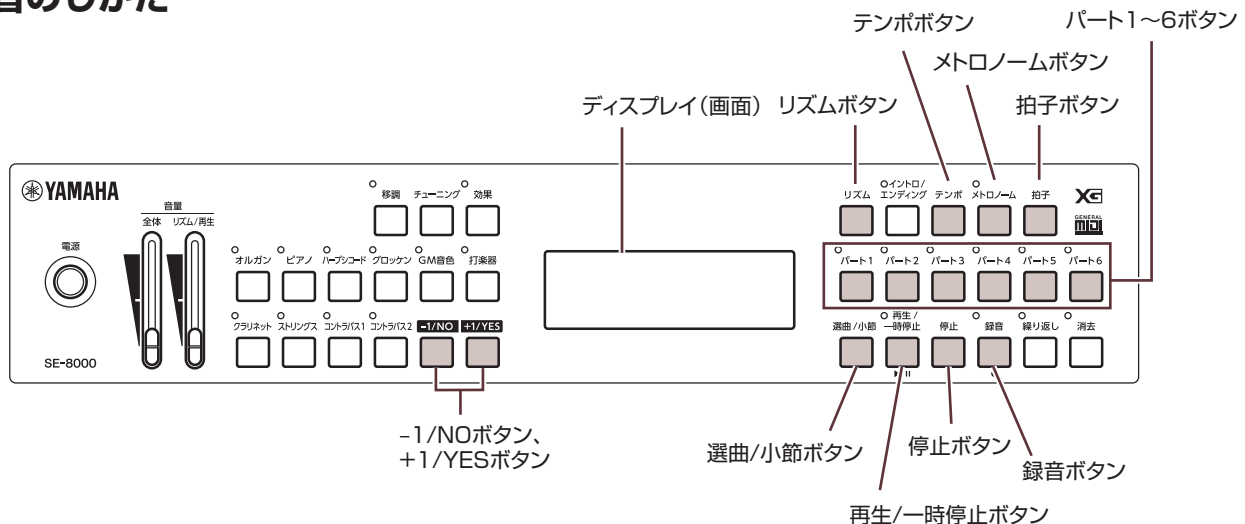 音のしかた
テンポボタン
パート1〜6ボタン
メトロノームボタン
ディスプレイ（画面）
リズムボタン
拍子ボタン
YAMAHA
音量
全体
リズム/再生
電源
SE-8000
移調
チューニング
効果
オルガン
ピアノ
ハープシコード
グロッケン
GM音色
打楽器
クラリネット
ストリングス
コントラバス1
コントラバス2
-1/NO
+1/YES
リズム
イントロ/
エンディング
テンポ
メトロノーム
拍子
XG
GENERAL
MIDI
パート1
パート2
パート3
パート4
パート5
パート6
選曲/小節
再生/
一時停止
停止
録音
繰り返し
消去
–1/NOボタン、
+1/YESボタン
選曲/小節ボタン
停止ボタン
録音ボタン
再生/一時停止ボタン